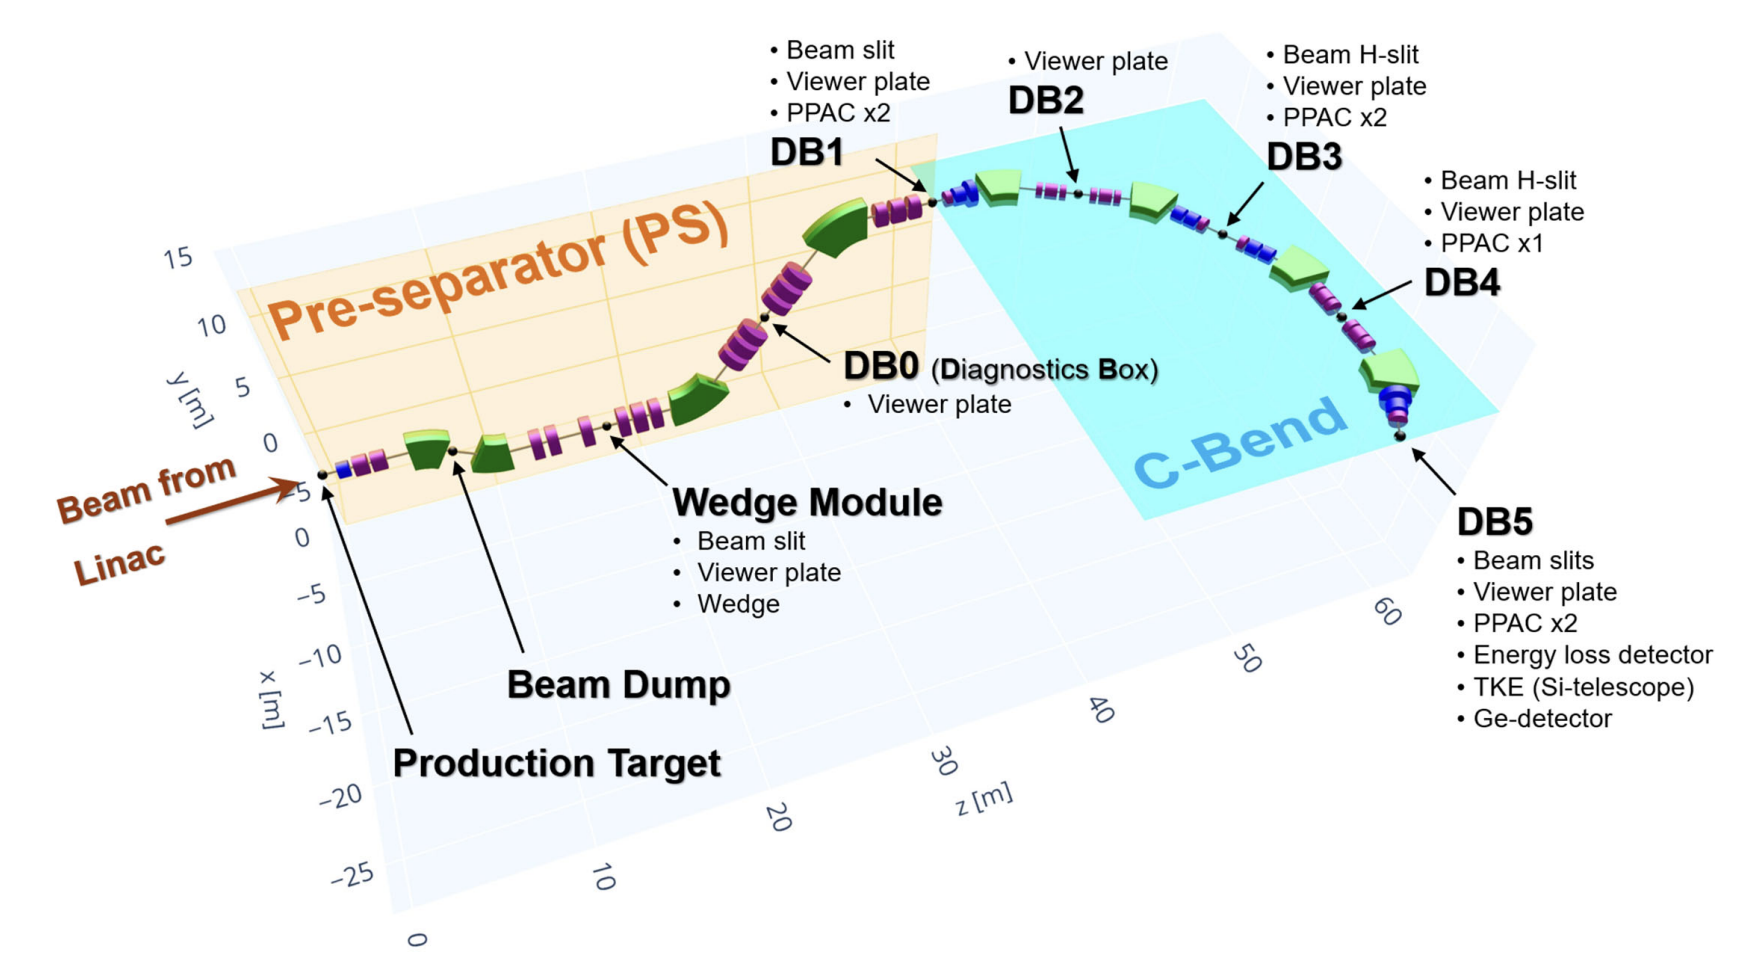 • Beam slit
• Viewer plate
• PPAC x2
DB1
• Viewer plate
DB2
• Beam H-slit
• Viewer plate
• PPAC x2
DB3
• Beam H-slit
• Viewer plate
• PPAC x1
DB4
Pre-separator (PS)
DB0 (Diagnostics Box)
• Viewer plate
C-Bend
Beam from
Linac
Wedge Module
• Beam slit
• Viewer plate
• Wedge
Beam Dump
Production Target
DB5
• Beam slits
• Viewer plate
• PPAC x2
• Energy loss detector
• TKE (Si-telescope)
• Ge-detector
15
10
5
0
−5
y [m]
0
−5
−10
−15
−20
−25
x [m]
0
10
20
30
40
50
60
z [m]